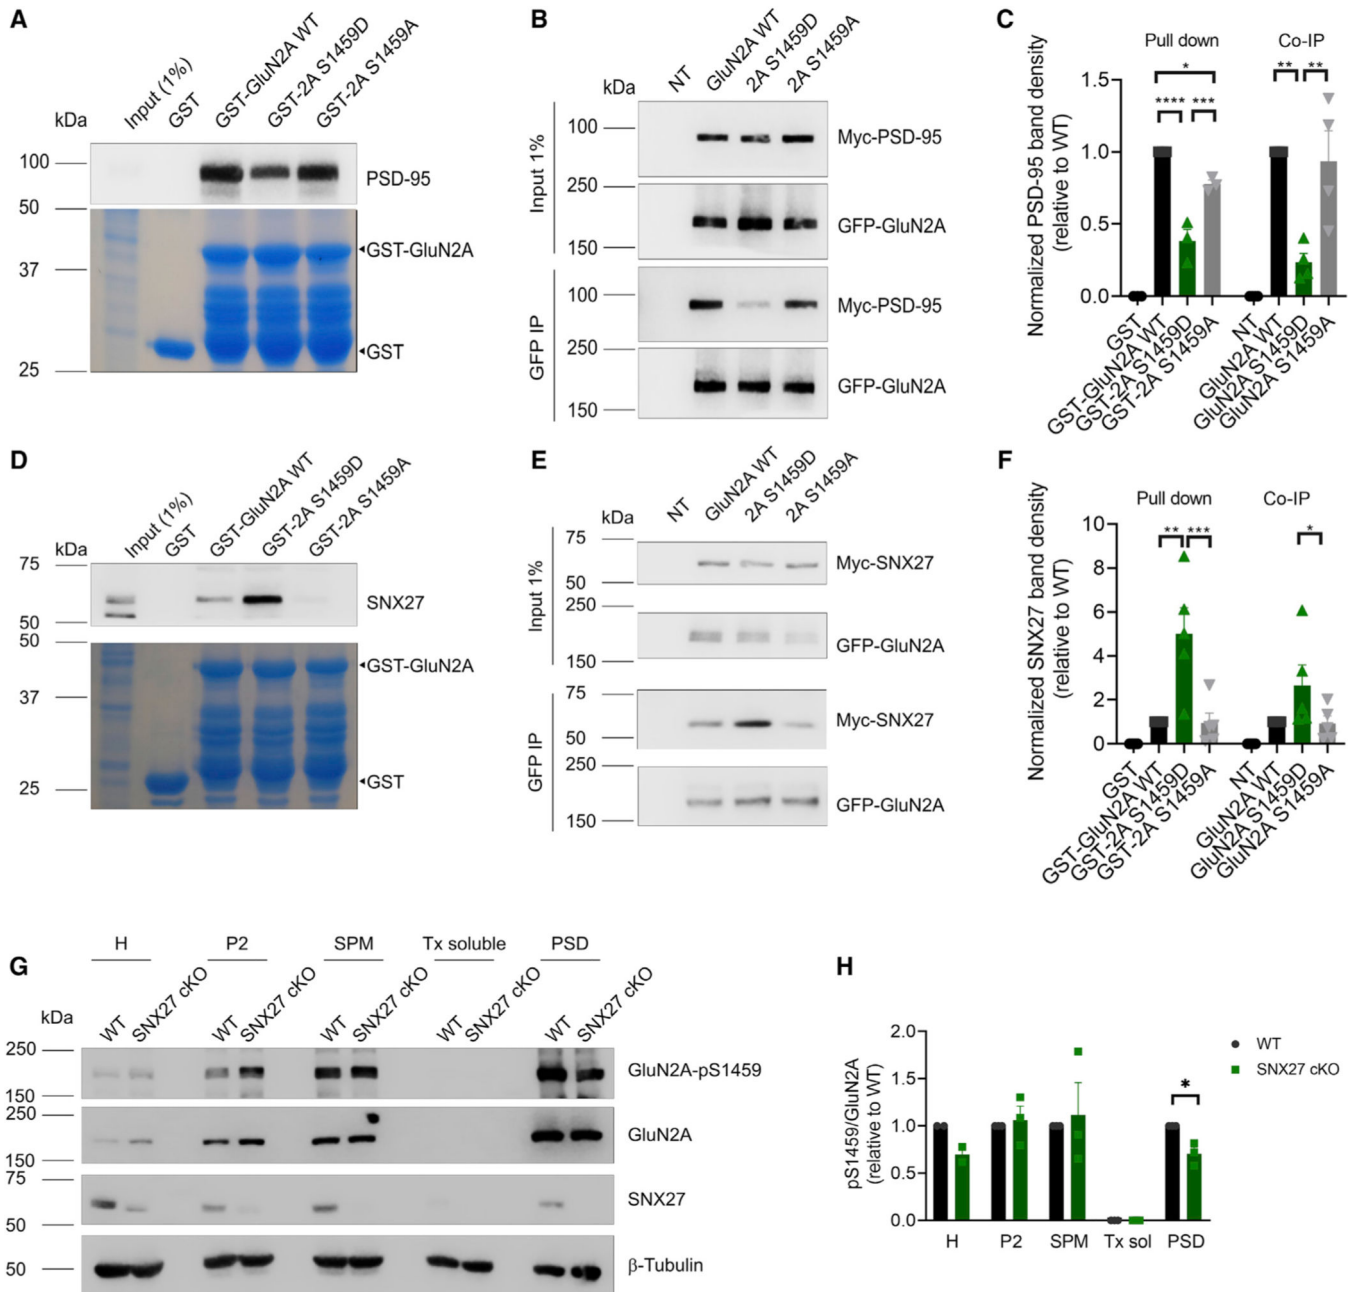 A
Input (1%)
GST
GST-GluN2A WT
GST-2A S1459D
GST-2A S1459A
kDa
100
50
37
25
PSD-95
GST-GluN2A
GST
B
NT
GluN2A WT
2A S1459D
2A S1459A
kDa
Input 1%
100
Myc-PSD-95
250
150
GFP-GluN2A
GFP IP
100
Myc-PSD-95
250
150
GFP-GluN2A
C
Pull down
Co-IP
Normalized PSD-95 band density
(relative to WT)
1.5
1.0
0.5
0.0
*
**** ***
** **
GST
GST-GluN2A WT
GST-2A S1459D
GST-2A S1459A
NT
GluN2A WT
GluN2A S1459D
GluN2A S1459A
D
Input (1%)
GST
GST-GluN2A WT
GST-2A S1459D
GST-2A S1459A
kDa
75
50
50
37
25
SNX27
GST-GluN2A
GST
E
NT
GluN2A WT
2A S1459D
2A S1459A
kDa
Input 1%
75
50
Myc-SNX27
250
150
GFP-GluN2A
GFP IP
75
50
Myc-SNX27
250
150
GFP-GluN2A
F
Pull down
Co-IP
Normalized SNX27 band density
(relative to WT)
10
8
6
4
2
0
** ***
*
GST
GST-GluN2A WT
GST-2A S1459D
GST-2A S1459A
NT
GluN2A WT
GluN2A S1459D
GluN2A S1459A
G
H P2 SPM Tx soluble PSD
WT SNX27 cKO WT SNX27 cKO WT SNX27 cKO WT SNX27 cKO WT SNX27 cKO
kDa
250
150
GluN2A-pS1459
250
150
GluN2A
75
50
SNX27
50
β-Tubulin
H
pS1459/GluN2A
(relative to WT)
2.0
1.5
1.0
0.5
0.0
*
WT
SNX27 cKO
H P2 SPM Tx sol PSD